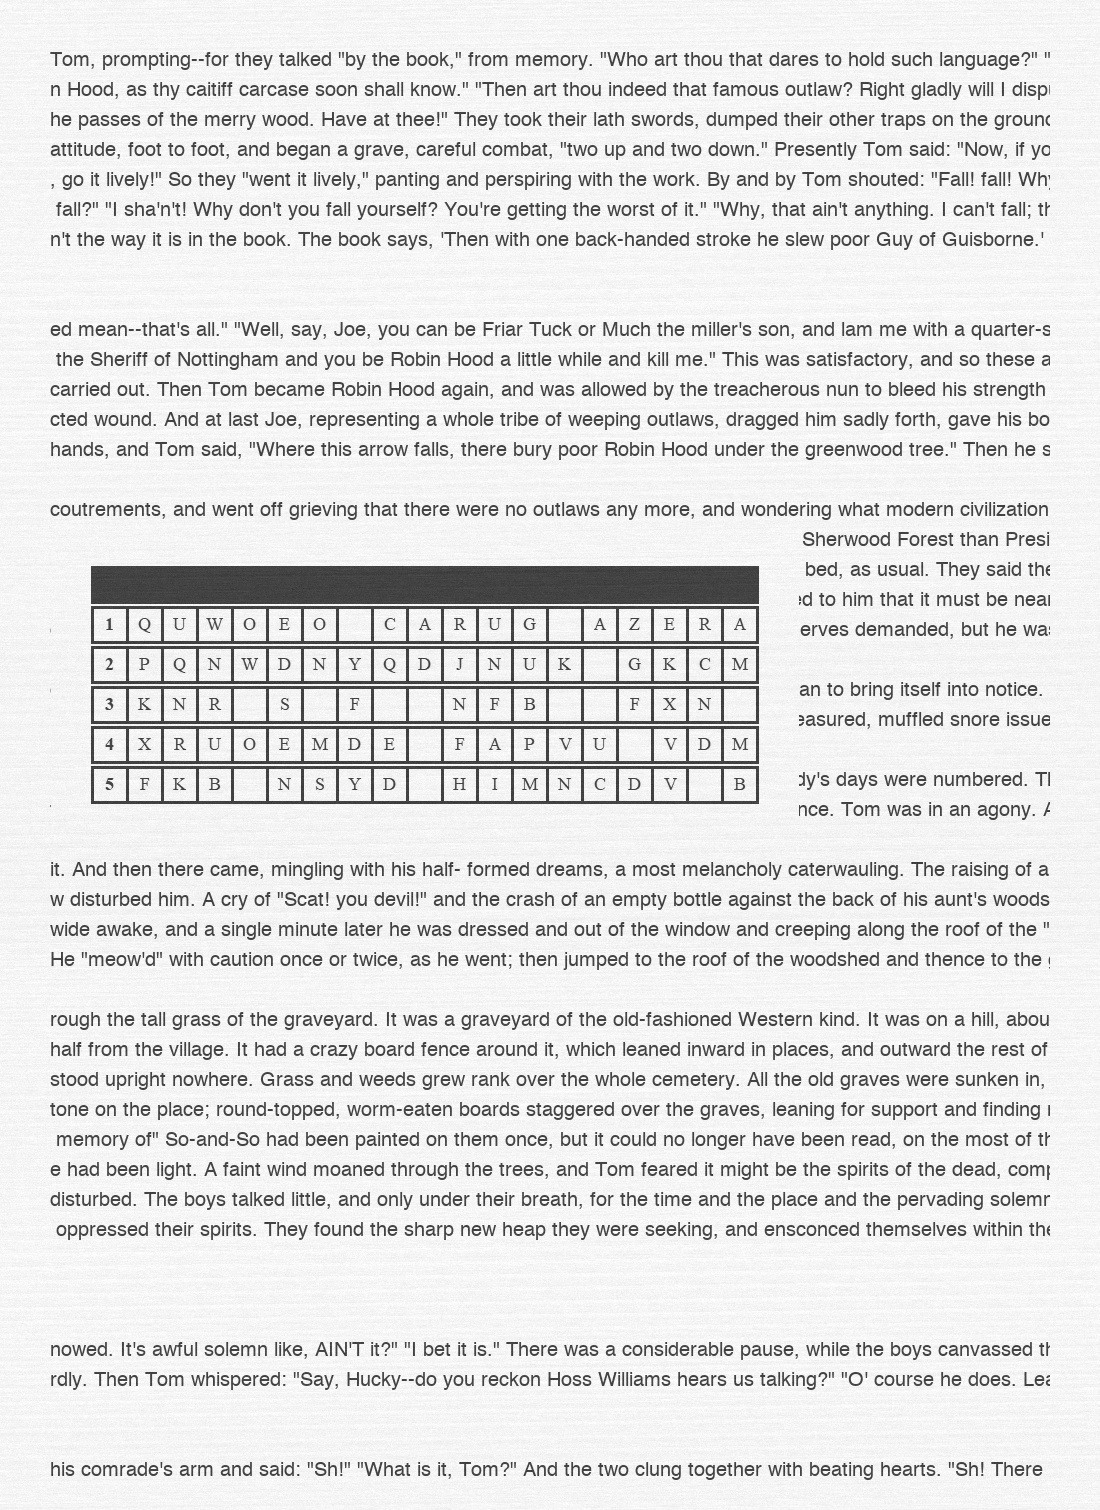 Tom, prompting--for they talked "by the book," from memory. "Who art thou that dares to hold such language?" "
n Hood, as thy caitiff carcase soon shall know." "Then art thou indeed that famous outlaw? Right gladly will I disp
he passes of the merry wood. Have at thee!" They took their lath swords, dumped their other traps on the ground
attitude, foot to foot, and began a grave, careful combat, "two up and two down." Presently Tom said: "Now, if yo
, go it lively!" So they "went it lively," panting and perspiring with the work. By and by Tom shouted: "Fall! fall! Why
fall?" "I sha'n't! Why don't you fall yourself? You're getting the worst of it." "Why, that ain't anything. I can't fall; th
n't the way it is in the book. The book says, 'Then with one back-handed stroke he slew poor Guy of Guisborne.'
ed mean--that's all." "Well, say, Joe, you can be Friar Tuck or Much the miller's son, and lam me with a quarter-s
the Sheriff of Nottingham and you be Robin Hood a little while and kill me." This was satisfactory, and so these a
carried out. Then Tom became Robin Hood again, and was allowed by the treacherous nun to bleed his strength
cted wound. And at last Joe, representing a whole tribe of weeping outlaws, dragged him sadly forth, gave his bo
hands, and Tom said, "Where this arrow falls, there bury poor Robin Hood under the greenwood tree." Then he s
coutrements, and went off grieving that there were no outlaws any more, and wondering what modern civilization
Sherwood Forest than Presi
bed, as usual. They said the
ed to him that it must be near
erves demanded, but he was
an to bring itself into notice.
easured, muffled snore issue
dy's days were numbered. Th
nce. Tom was in an agony. A
1 Q U W O E O C A R U G A Z E R A
2 P Q N W D N Y Q D J N U K G K C M
3 K N R S F N F B F X N
4 X R U O E M D E F A P V U V D M
5 F K B N S Y D H I M N C D V B
it. And then there came, mingling with his half- formed dreams, a most melancholy caterwauling. The raising of a
w disturbed him. A cry of "Scat! you devil!" and the crash of an empty bottle against the back of his aunt's woods
wide awake, and a single minute later he was dressed and out of the window and creeping along the roof of the "
He "meow'd" with caution once or twice, as he went; then jumped to the roof of the woodshed and thence to the
rough the tall grass of the graveyard. It was a graveyard of the old-fashioned Western kind. It was on a hill, abou
half from the village. It had a crazy board fence around it, which leaned inward in places, and outward the rest of
stood upright nowhere. Grass and weeds grew rank over the whole cemetery. All the old graves were sunken in,
tone on the place; round-topped, worm-eaten boards staggered over the graves, leaning for support and finding
memory of" So-and-So had been painted on them once, but it could no longer have been read, on the most of th
e had been light. A faint wind moaned through the trees, and Tom feared it might be the spirits of the dead, comp
disturbed. The boys talked little, and only under their breath, for the time and the place and the pervading solemn
oppressed their spirits. They found the sharp new heap they were seeking, and ensconced themselves within the
nowed. It's awful solemn like, AIN'T it?" "I bet it is." There was a considerable pause, while the boys canvassed th
rdly. Then Tom whispered: "Say, Hucky--do you reckon Hoss Williams hears us talking?" "O' course he does. Lea
his comrade's arm and said: "Sh!" "What is it, Tom?" And the two clung together with beating hearts. "Sh! There